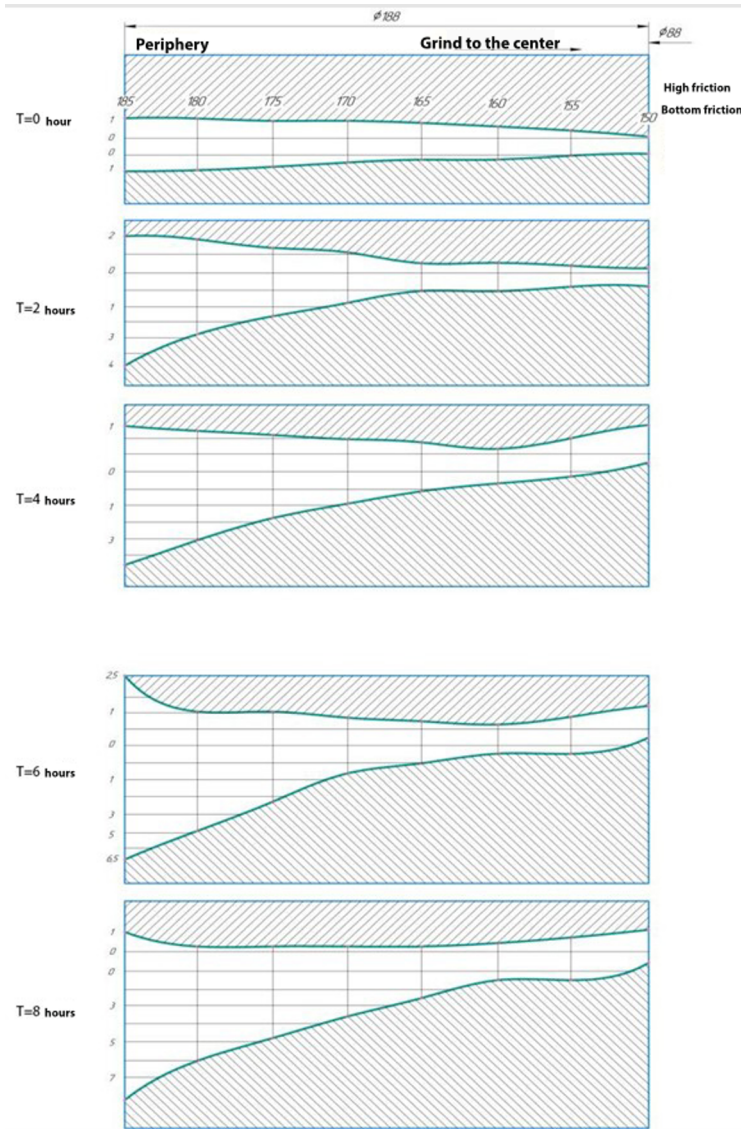 ø188
Periphery
Grind to the center
ø88
High friction
185 180 175 170 165 160 155 150
Bottom friction
T=0 hour
1
0
0
1
T=2 hours
2
0
1
3
4
T=4 hours
1
0
1
3
T=6 hours
2,5
1
0
1
3
5
6,5
T=8 hours
1
0
0
3
5
7